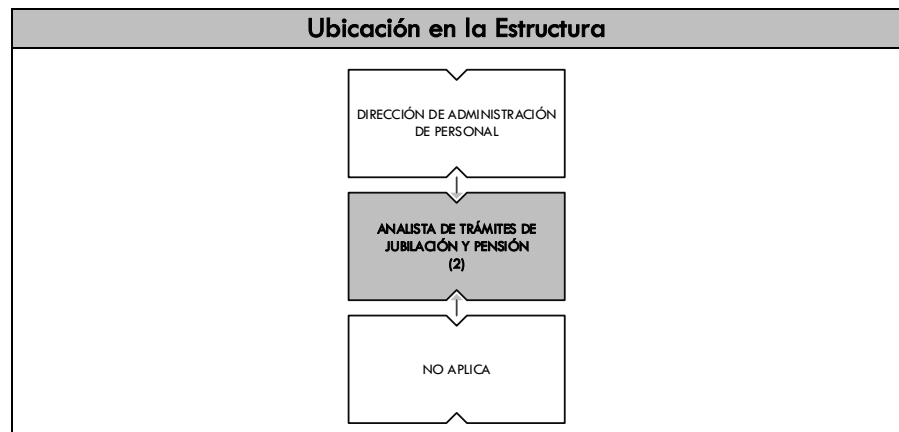 Ubicación en la Estructura
DIRECCIÓN DE ADMINISTRACIÓN
DE PERSONAL
ANALISTA DE TRÁMITES DE
JUBILACIÓN Y PENSIÓN
(2)
NO APLICA